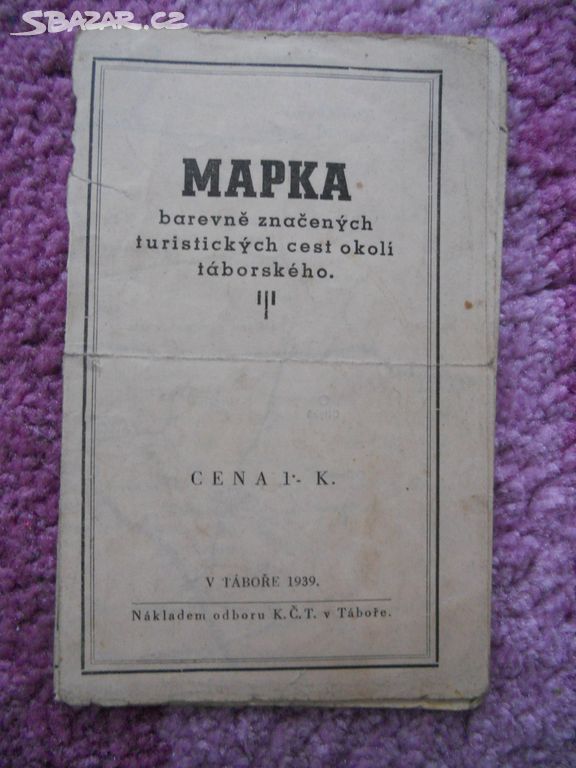 SBAZAR.CZ
MAPKA
barevně značených
turistických cest okolí
táborského.
CENA 1·- K.
V TÁBOŘE 1939.
Nákladem odboru K.Č.T. v Táboře.